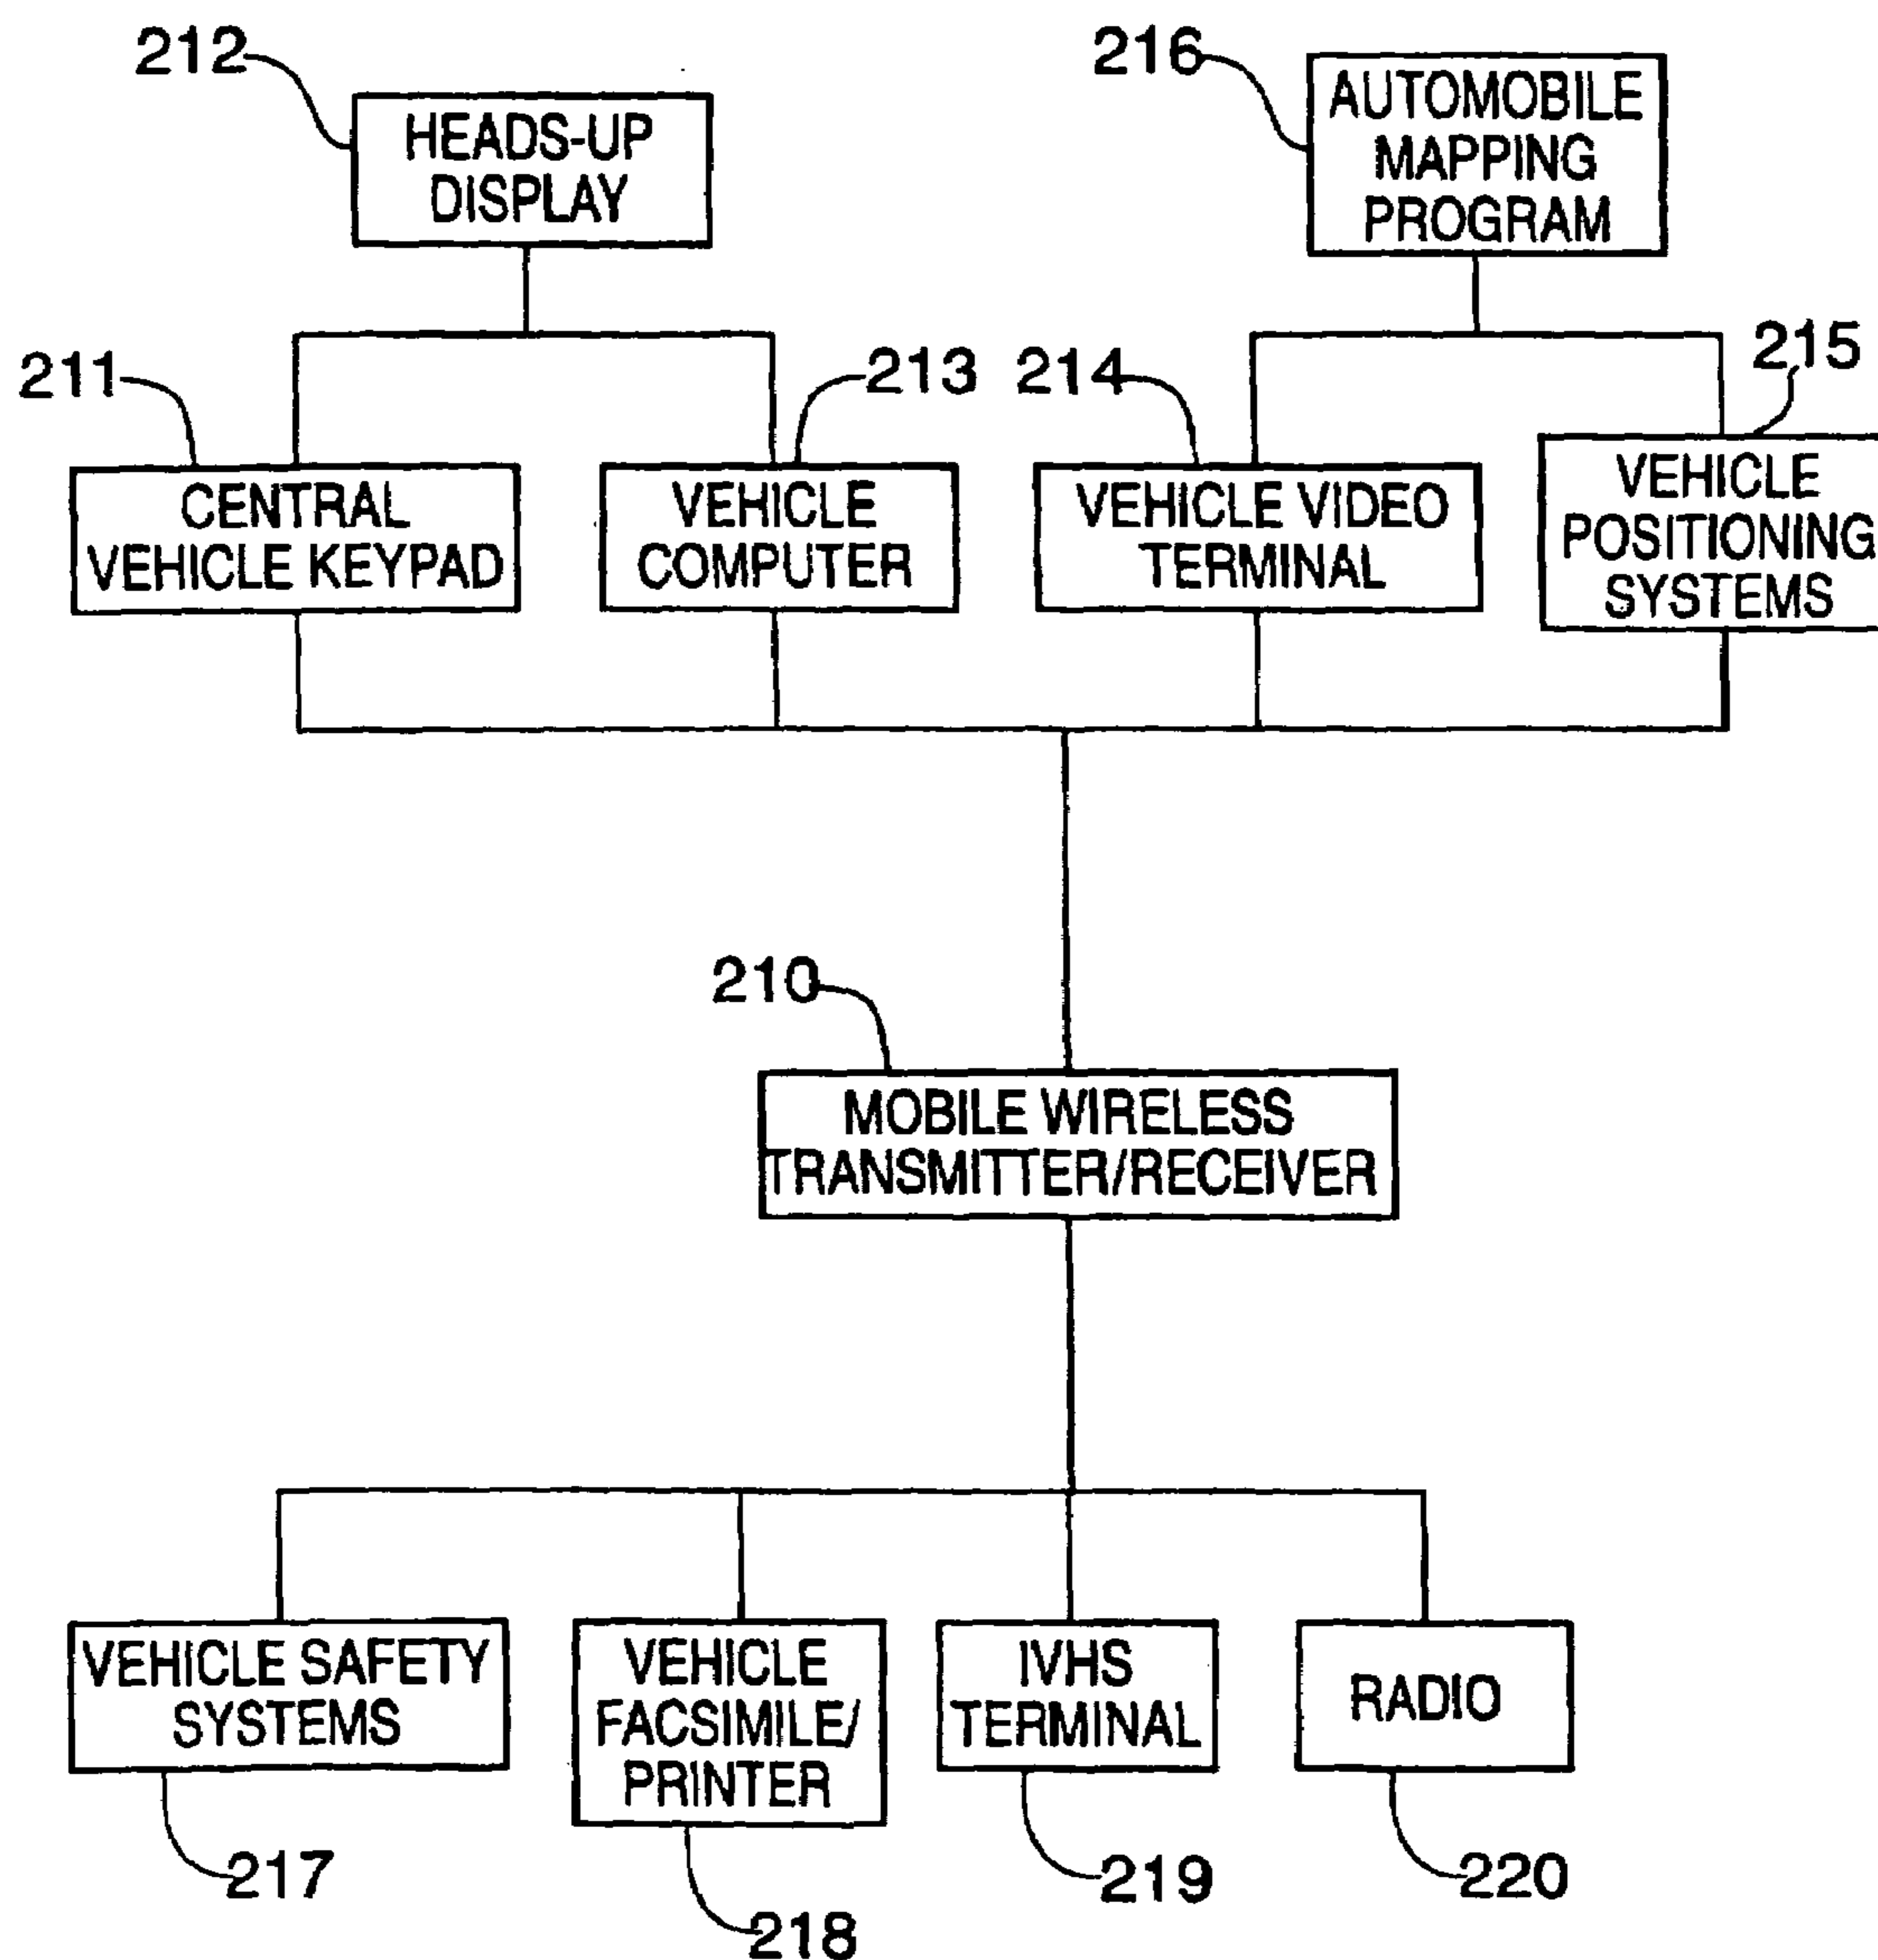 212
HEADS-UP
DISPLAY
216
AUTOMOBILE
MAPPING
PROGRAM
211
CENTRAL
VEHICLE KEYPAD
213
VEHICLE
COMPUTER
214
VEHICLE VIDEO
TERMINAL
215
VEHICLE
POSITIONING
SYSTEMS
210
MOBILE WIRELESS
TRANSMITTER/RECEIVER
VEHICLE SAFETY
SYSTEMS
217
VEHICLE
FACSIMILE/
PRINTER
218
IVHS
TERMINAL
219
RADIO
220